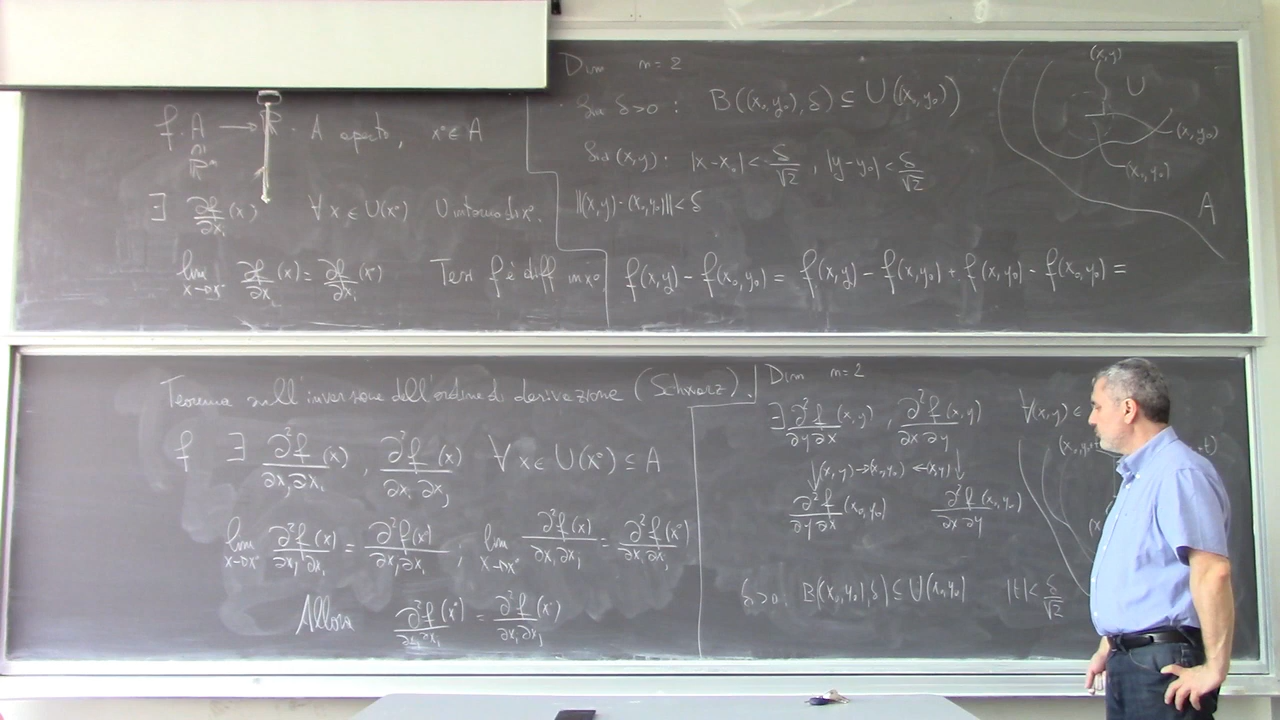 f : A → ℝ . A aperto, x° ∈ A
∩|
ℝⁿ
∃ ∂f/∂xᵢ (x) ∀ x ∈ U(x°) U intorno di x°.
lim x→x° ∂f/∂xᵢ (x) = ∂f/∂xᵢ (x°) Tesi f è diff in x°
Dim n = 2
Sia δ>0 : B((x₀,y₀), δ) ⊆ U((x₀,y₀))
Sia (x,y) : |x-x₀| < δ/√2 , |y-y₀| < δ/√2
||(x,y)-(x₀,y₀)|| < δ
f(x,y) - f(x₀,y₀) = f(x,y) - f(x,y₀) + f(x,y₀) - f(x₀,y₀) =
(x,y)
U
(x,y₀)
(x₀,y₀)
A
Teorema sull'inversione dell'ordine di derivazione (Schwarz).
f ∃ ∂²f/∂xⱼ∂xᵢ (x) , ∂²f/∂xᵢ∂xⱼ (x) ∀ x ∈ U(x°) ⊆ A
lim x→x° ∂²f(x)/∂xⱼ∂xᵢ = ∂²f(x°)/∂xⱼ∂xᵢ ; lim x→x° ∂²f(x)/∂xᵢ∂xⱼ = ∂²f(x°)/∂xᵢ∂xⱼ
Allora ∂²f/∂xⱼ∂xᵢ (x°) = ∂²f/∂xᵢ∂xⱼ (x°)
Dim n = 2
∃ ∂²f/∂y∂x (x,y) , ∂²f/∂x∂y (x,y) ∀(x,y) ∈
↓(x,y)→(x₀,y₀) ←(x,y) ↓
∂²f/∂y∂x (x₀,y₀) ∂²f/∂x∂y (x₀,y₀)
δ>0 : B((x₀,y₀),δ) ⊆ U(x₀,y₀) |t| < δ/√2